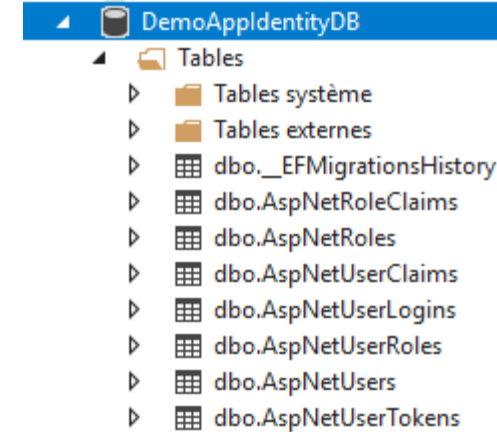 DemoAppIdentityDB
Tables
Tables système
Tables externes
dbo.__EFMigrationsHistory
dbo.AspNetRoleClaims
dbo.AspNetRoles
dbo.AspNetUserClaims
dbo.AspNetUserLogins
dbo.AspNetUserRoles
dbo.AspNetUsers
dbo.AspNetUserTokens